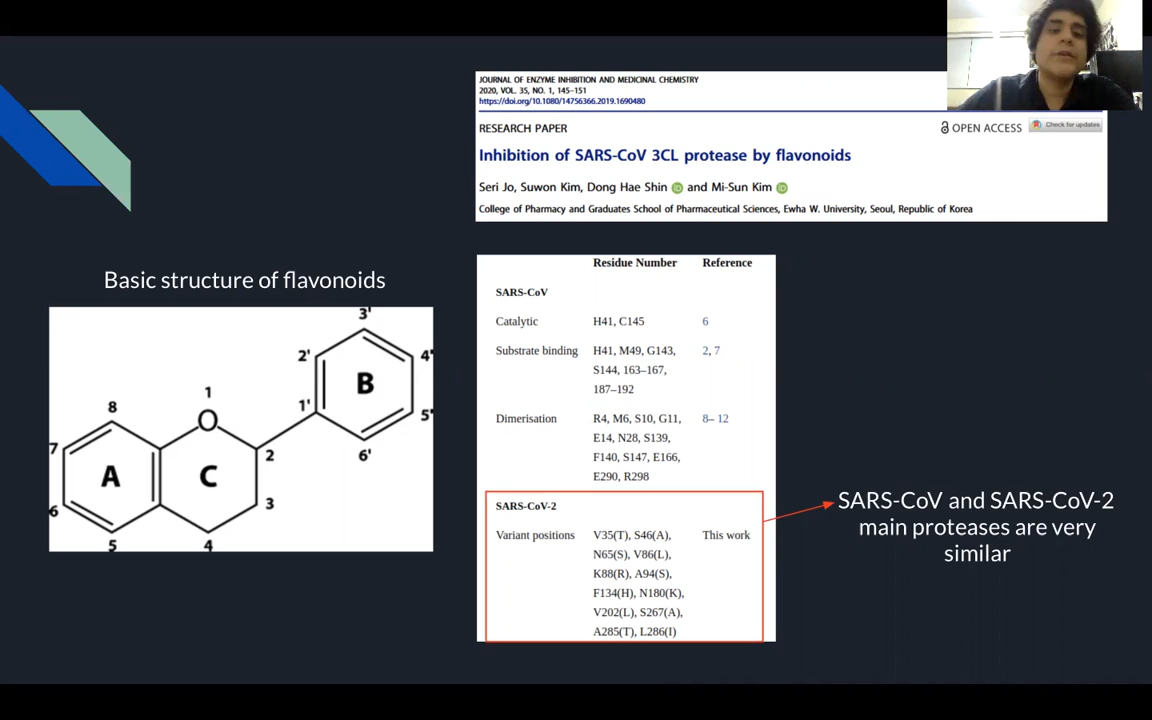 JOURNAL OF ENZYME INHIBITION AND MEDICINAL CHEMISTRY
2020, VOL. 35, NO. 1, 145–151
https://doi.org/10.1080/14756366.2019.1690480
RESEARCH PAPER
OPEN ACCESS
Check for updates
Inhibition of SARS-CoV 3CL protease by flavonoids
Seri Jo, Suwon Kim, Dong Hae Shin iD and Mi-Sun Kim iD
College of Pharmacy and Graduates School of Pharmaceutical Sciences, Ewha W. University, Seoul, Republic of Korea
Basic structure of flavonoids
3'
2'
4'
B
1'
5'
6'
1
8
O
7
2
A
C
6
3
5
4
Residue Number Reference
SARS-CoV
Catalytic H41, C145 6
Substrate binding H41, M49, G143, 2, 7
S144, 163–167,
187–192
Dimerisation R4, M6, S10, G11, 8– 12
E14, N28, S139,
F140, S147, E166,
E290, R298
SARS-CoV-2
Variant positions V35(T), S46(A), This work
N65(S), V86(L),
K88(R), A94(S),
F134(H), N180(K),
V202(L), S267(A),
A285(T), L286(I)
SARS-CoV and SARS-CoV-2
main proteases are very
similar